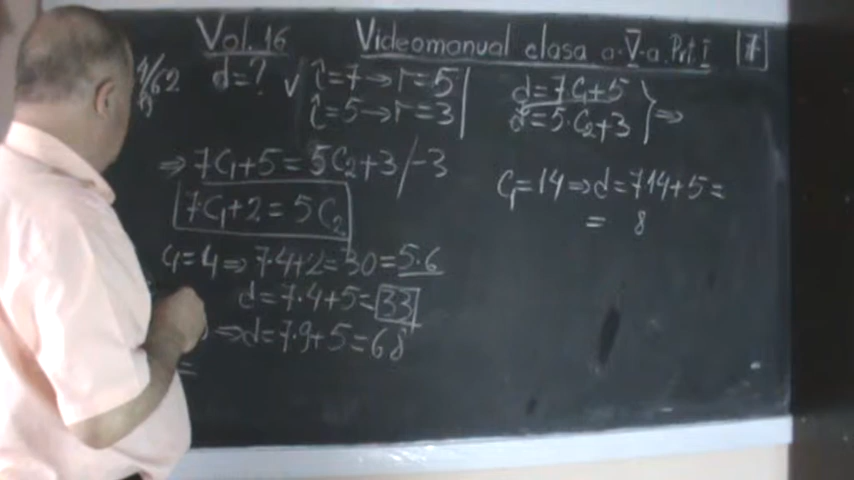 Vol. 16 Videomanual clasa a V-a. Prt I 7
4/62 d=? ✓ î=7→r=5
î=5→r=3
d=7C₁+5
d=5·C₂+3 } ⇒
⇒ 7C₁+5=5C₂+3/-3
7C₁+2=5C₂
C₁=4⇒7·4+2=30=5·6
d=7·4+5=33
⇒d=7·9+5=68
=
C₁=14⇒d=7·14+5=
= 8